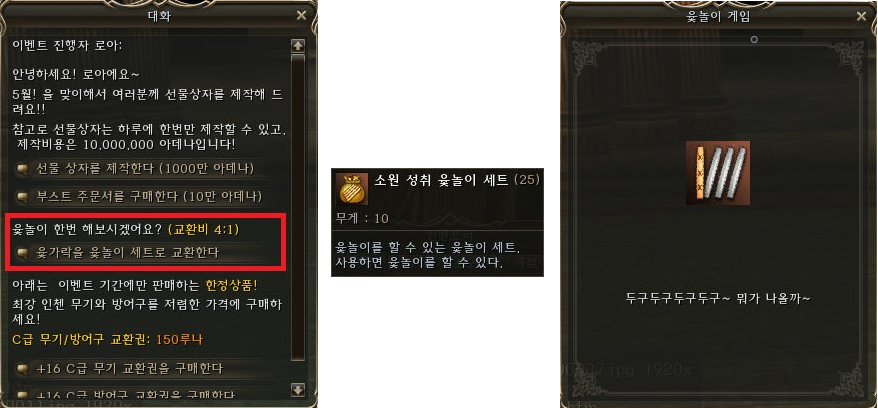 대화
이벤트 진행자 로아:
안녕하세요! 로아에요~
5월! 을 맞이해서 여러분께 선물상자를 제작해 드
려요!!
참고로 선물상자는 하루에 한번만 제작할 수 있고,
제작비용은 10,000,000 아데나입니다!
선물 상자를 제작한다 (1000만 아데나)
부스트 주문서를 구매한다 (10만 아데나)
윷놀이 한번 해보시겠어요? (교환비 4:1)
윷가락을 윷놀이 세트로 교환한다
아래는 이벤트 기간에만 판매하는 한정상품!
최강 인첸 무기와 방어구를 저렴한 가격에 구매하
세요!
C급 무기/방어구 교환권: 150루나
+16 C급 무기 교환권을 구매한다
+16 C급 방어구 교환권을 구매한다
소원 성취 윷놀이 세트 (25)
무게 : 10
윷놀이를 할 수 있는 윷놀이 세트.
사용하면 윷놀이를 할 수 있다.
윷놀이 게임
두구두구두구두구~ 뭐가 나올까~